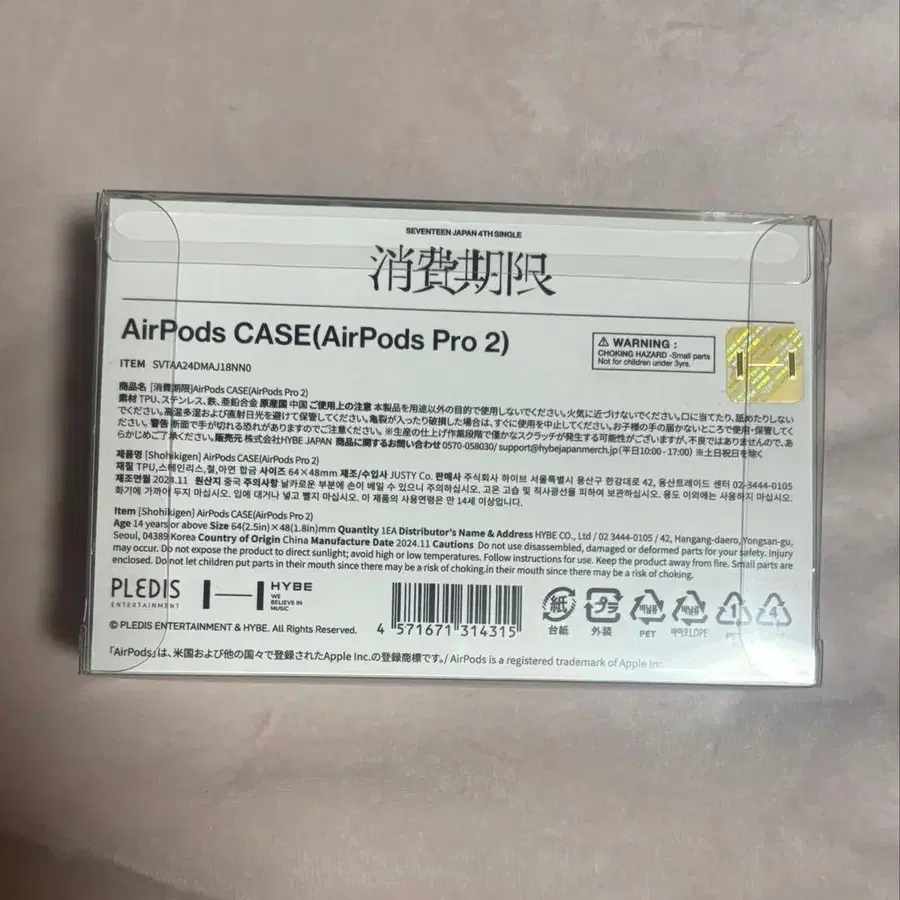 SEVENTEEN JAPAN 4TH SINGLE
消費期限
AirPods CASE(AirPods Pro 2)
⚠ WARNING :
CHOKING HAZARD -Small parts
Not for children under 3yrs.
ITEM SVTAA24DMAJ18NN0
商品名 [消費期限]AirPods CASE(AirPods Pro 2)
素材 TPU、ステンレス、鉄、亜鉛合金 原産国 中国 ご使用上の注意 本製品を用途以外の目的で使用しないでください。火気に近づけないでください。口に当てたり、舐めたりしない
でください。高温多湿および直射日光を避けて保管してください。亀裂が入ったり破損した場合は、すぐに使用を中止してください。お子様の手の届かないところで使用・保管してく
ださい。警告 断面で手が切れる恐れがありますのでご注意ください。※生産の仕上げ作業段階で僅かなスクラッチが発生する可能性がございますが、不良ではありませんので、あ
らかじめご了承ください。販売元 株式会社HYBE JAPAN 商品に関するお問い合わせ 0570-058030/ support@hybejapanmerch.jp (平日10:00 - 17:00) ※土日祝日を除く
제품명 [Shohikigen] AirPods CASE(AirPods Pro 2)
재질 TPU,스테인리스,철,아연 합금 사이즈 64×48mm 제조/수입사 JUSTY Co. 판매사 주식회사 하이브 서울특별시 용산구 한강대로 42, 용산트레이드 센터 02-3444-0105
제조연월 2024.11 원산지 중국 주의사항 날카로운 부분에 손이 베일 수 있으니 주의하십시오. 고온 고습 및 직사광선을 피하여 보관하십시오. 용도 이외에는 사용하지 마십시오.
화기에 가까이 두지 마십시오. 입에 대거나 넣고 빨지 마십시오. 이 제품의 사용연령은 만 14세 이상입니다.
Item [Shohikigen] AirPods CASE(AirPods Pro 2)
Age 14 years or above Size 64(2.5in)×48(1.8in)mm Quantity 1EA Distributor's Name & Address HYBE CO., Ltd / 02 3444-0105 / 42, Hangang-daero, Yongsan-gu,
Seoul, 04389 Korea Country of Origin China Manufacture Date 2024.11 Cautions Do not use disassembled, damaged or deformed parts for your safety. Injury
may occur. Do not expose the product to direct sunlight; avoid high or low temperatures. Follow instructions for use. Keep the product away from fire. Small parts are
enclosed. Do not let children put parts in their mouth since there may be a risk of choking.in their mouth since there may be a risk of choking.
PLEDIS
ENTERTAINMENT
HYBE
WE
BELIEVE IN
MUSIC
© PLEDIS ENTERTAINMENT & HYBE. All Rights Reserved.
4 571671 314315
紙
台紙
プラ
外装
비닐류
PET
바이오LDPE
1
4
「AirPods」は、米国および他の国々で登録されたApple Inc.の登録商標です。/ AirPods is a registered trademark of Apple Inc.